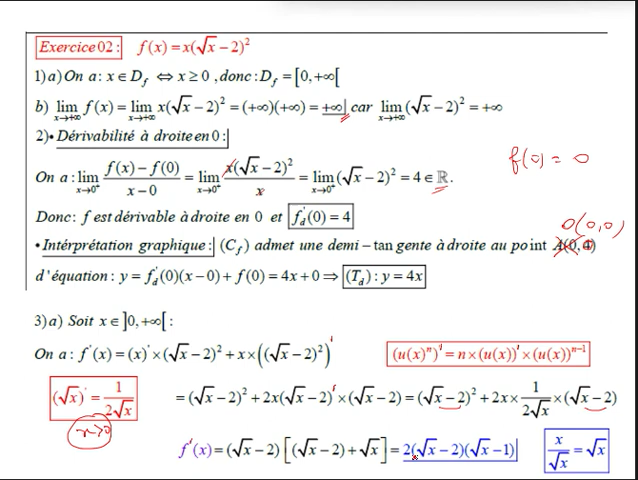 Exercice 02 : f(x) = x(√x − 2)²
1) a) On a : x ∈ D_f ⇔ x ≥ 0 , donc : D_f = [0, +∞[
b) lim_{x→+∞} f(x) = lim_{x→+∞} x(√x − 2)² = (+∞)(+∞) = +∞ car lim_{x→+∞} (√x − 2)² = +∞
2) • Dérivabilité à droite en 0 :
On a : lim_{x→0⁺} (f(x) − f(0))/(x − 0) = lim_{x→0⁺} x(√x − 2)²/x = lim_{x→0⁺} (√x − 2)² = 4 ∈ ℝ.
f(0) = 0
Donc : f est dérivable à droite en 0 et f'_d(0) = 4
O(0,0)
• Intérprétation graphique : (C_f) admet une demi − tangente à droite au point A(0,4)
d'équation : y = f'_d(0)(x − 0) + f(0) = 4x + 0 ⇒ (T_d) : y = 4x
3) a) Soit x ∈ ]0, +∞[ :
On a : f'(x) = (x)' × (√x − 2)² + x × ((√x − 2)²)' (u(x)ⁿ)' = n × (u(x))' × (u(x))ⁿ⁻¹
(√x)' = 1/(2√x) = (√x − 2)² + 2x(√x − 2)' × (√x − 2) = (√x − 2)² + 2x × 1/(2√x) × (√x − 2)
x>0
f'(x) = (√x − 2)[(√x − 2) + √x] = 2(√x − 2)(√x − 1) x/√x = √x